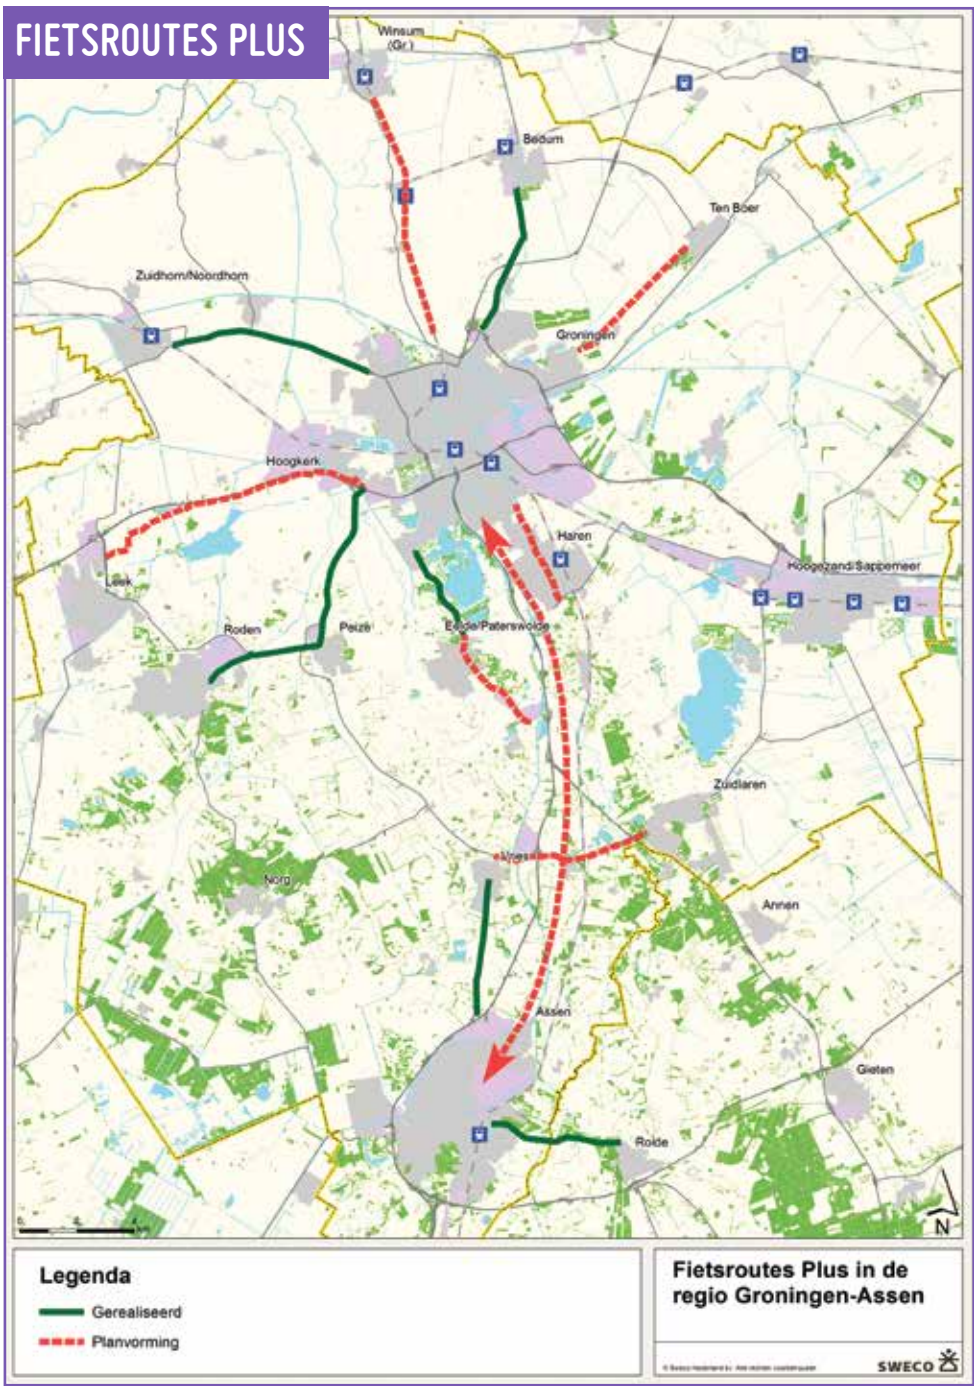 FIETSROUTES PLUS
Winsum
(Gr.)
Bedum
Ten Boer
Zuidhorn/Noordhorn
Groningen
Hoogkerk
Haren
Hoogezand/Sappemeer
Leek
Roden
Peize
Eelde/Paterswolde
Zuidlaren
Vries
Norg
Annen
Assen
Gieten
Rolde
N
Legenda
Gerealiseerd
Planvorming
Fietsroutes Plus in de
regio Groningen-Assen
SWECO